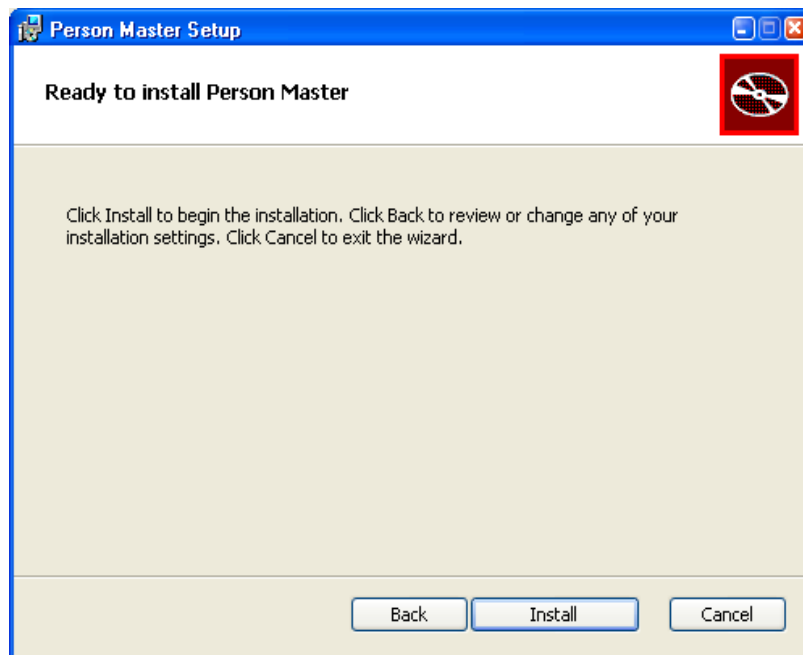 Person Master Setup
Ready to install Person Master
Click Install to begin the installation. Click Back to review or change any of your
installation settings. Click Cancel to exit the wizard.
Back Install Cancel